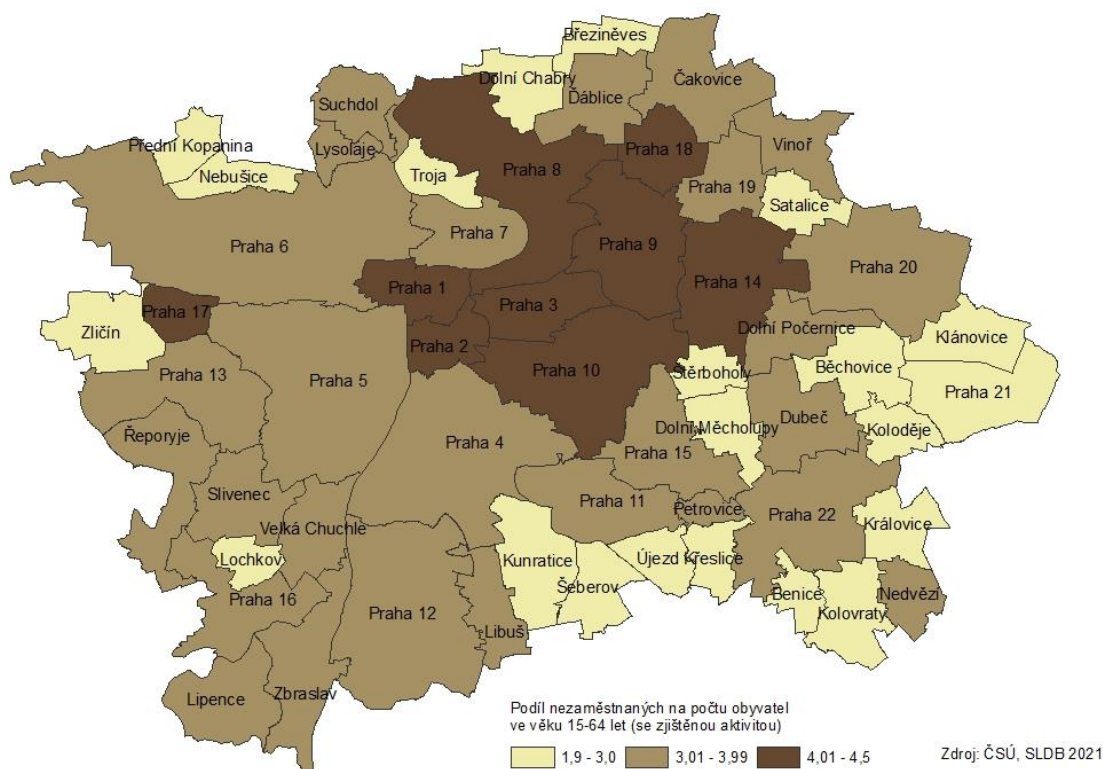 Březiněves
Dolní Chabry
Ďáblice
Čakovice
Suchdol
Lysolaje
Přední Kopanina
Nebušice
Troja
Praha 8
Praha 18
Vinoř
Praha 19
Satalice
Praha 7
Praha 6
Praha 9
Praha 20
Praha 14
Praha 1
Praha 3
Praha 17
Zličín
Praha 2
Dolní Počernice
Klánovice
Praha 13
Praha 5
Praha 10
Štěrboholy
Běchovice
Praha 21
Řeporyje
Praha 4
Dolní Měcholupy
Dubeč
Koloděje
Praha 15
Slivenec
Praha 11
Petrovice
Velká Chuchle
Praha 22
Královice
Lochkov
Kunratice
Újezd
Křeslice
Šeberov
Praha 16
Praha 12
Benice
Nedvězí
Kolovraty
Libuš
Lipence
Zbraslav
Podíl nezaměstnaných na počtu obyvatel
ve věku 15-64 let (se zjištěnou aktivitou)
1,9 - 3,0 3,01 - 3,99 4,01 - 4,5
Zdroj: ČSÚ, SLDB 2021